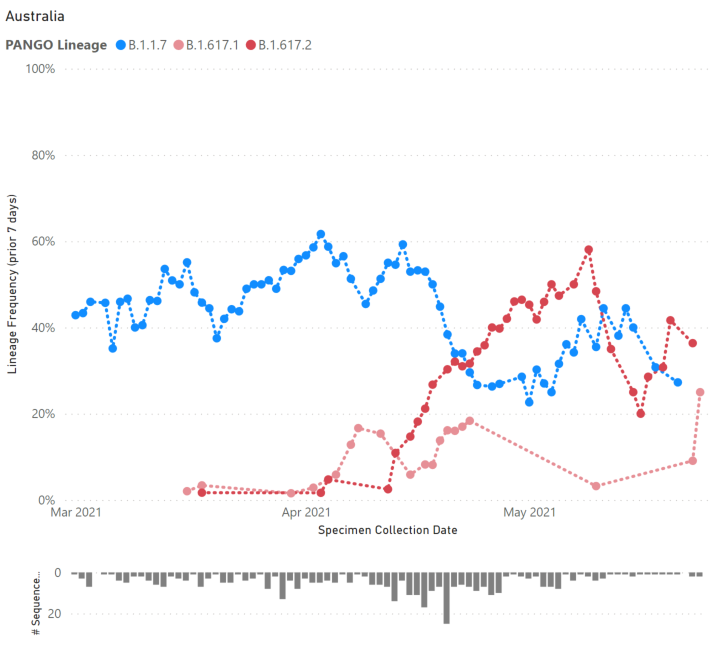 Australia
PANGO Lineage B.1.1.7 B.1.617.1 B.1.617.2
100%
80%
60%
40%
20%
0%
Lineage Frequency (prior 7 days)
Mar 2021 Apr 2021 May 2021
Specimen Collection Date
0
20
# Sequence...